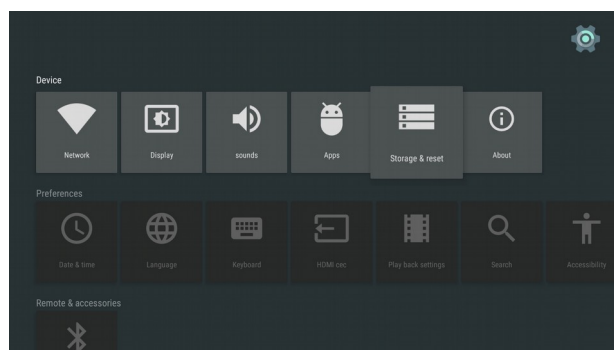 Device
Network
Display
sounds
Apps
Storage & reset
About
Preferences
Date & time
Language
Keyboard
HDMI cec
Play back settings
Search
Accessibility
Remote & accessories